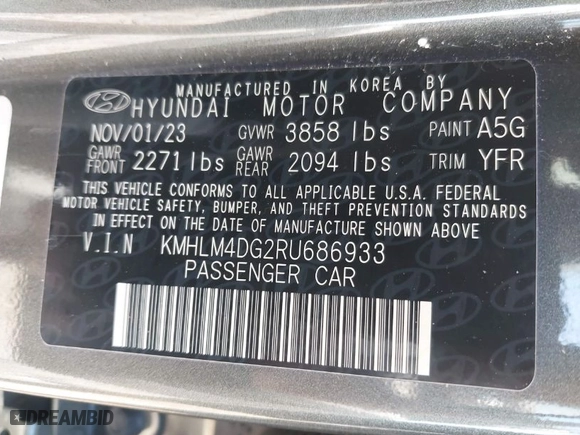 MANUFACTURED IN KOREA BY
HYUNDAI MOTOR COMPANY
NOV/01/23 GVWR 3858 lbs PAINT A5G
GAWR FRONT 2271 lbs GAWR REAR 2094 lbs TRIM YFR
THIS VEHICLE CONFORMS TO ALL APPLICABLE U.S.A. FEDERAL
MOTOR VEHICLE SAFETY, BUMPER, AND THEFT PREVENTION STANDARDS
IN EFFECT ON THE DATE OF MANUFACTURE SHOWN ABOVE
V.I.N KMHLM4DG2RU686933
PASSENGER CAR
DREAMBID